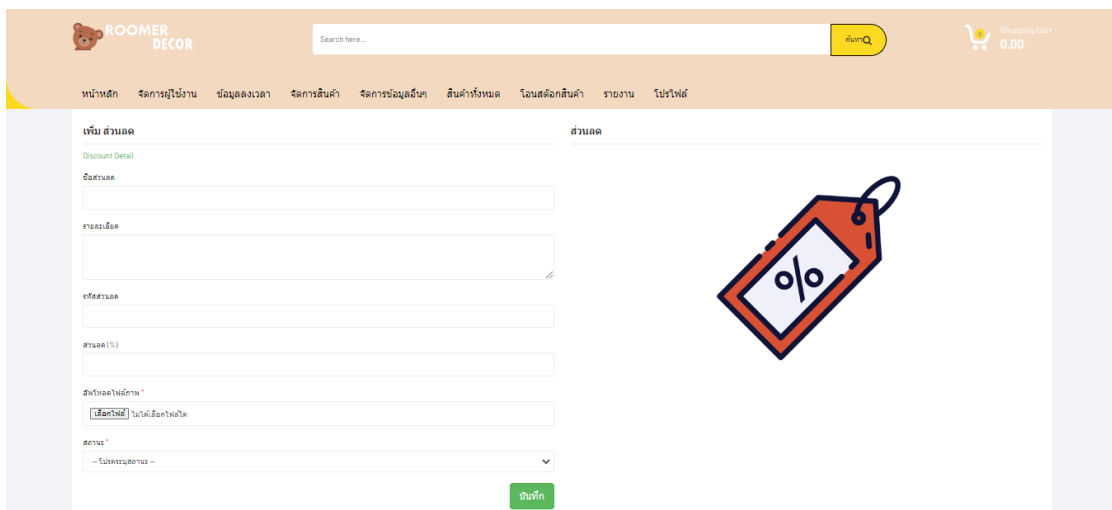 ROOMER
DECOR
Search here...
ค้นหา
0
Shopping Cart
0.00
หน้าหลัก จัดการผู้ใช้งาน ข้อมูลลงเวลา จัดการสินค้า จัดการข้อมูลอื่นๆ สินค้าทั้งหมด โอนสต๊อกสินค้า รายงาน โปรไฟล์
เพิ่ม ส่วนลด
ส่วนลด
Discount Detail
ชื่อส่วนลด
รายละเอียด
รหัสส่วนลด
ส่วนลด (%)
อัพโหลดไฟล์ภาพ *
เลือกไฟล์ ไม่ได้เลือกไฟล์ใด
สถานะ *
-- โปรดระบุสถานะ --
บันทึก
%